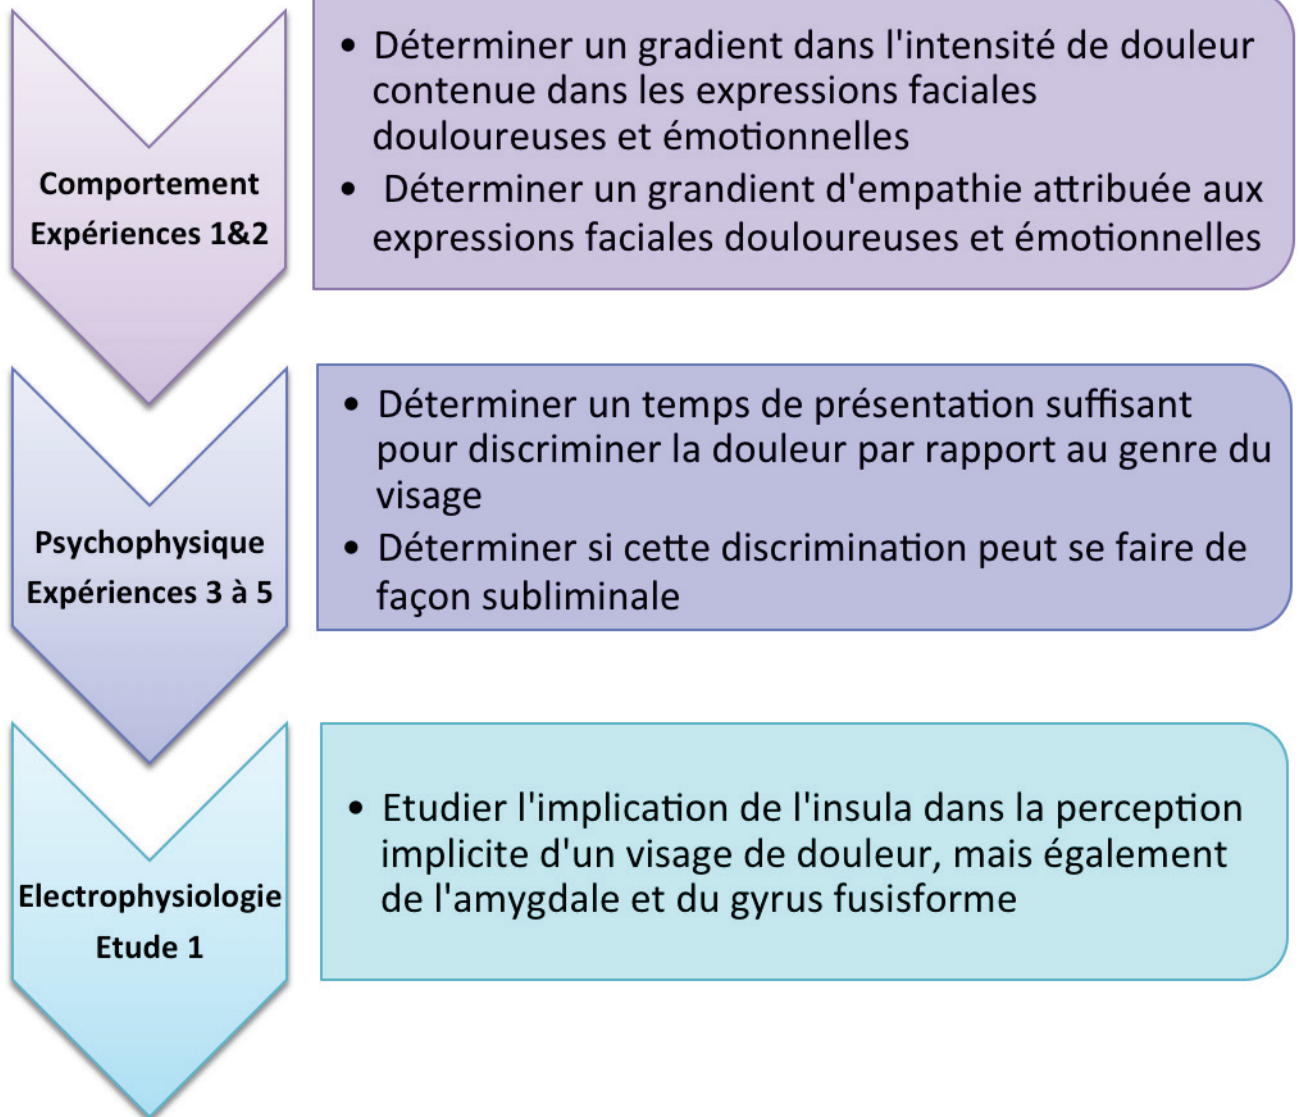 Comportement
Expériences 1&2
• Déterminer un gradient dans l'intensité de douleur
contenue dans les expressions faciales
douloureuses et émotionnelles
• Déterminer un grandient d'empathie attribuée aux
expressions faciales douloureuses et émotionnelles
Psychophysique
Expériences 3 à 5
• Déterminer un temps de présentation suffisant
pour discriminer la douleur par rapport au genre du
visage
• Déterminer si cette discrimination peut se faire de
façon subliminale
Electrophysiologie
Etude 1
• Etudier l'implication de l'insula dans la perception
implicite d'un visage de douleur, mais également
de l'amygdale et du gyrus fusisforme